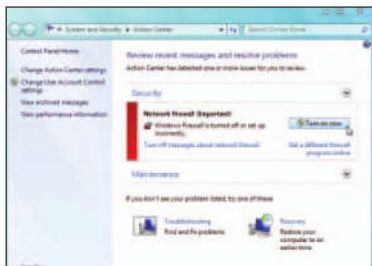 System and Security ▸ Action Center
Search Control Panel
Control Panel Home
Change Action Center settings
Change User Account Control settings
View archived messages
View performance information
Review recent messages and resolve problems
Action Center has detected one or more issues for you to review.
Security
Network firewall (Important)
Windows Firewall is turned off or set up incorrectly.
Turn on now
Turn off messages about network firewall
Get a different firewall program online
Maintenance
If you don't see your problem listed, try one of these:
Troubleshooting
Find and fix problems
Recovery
Restore your computer to an earlier time